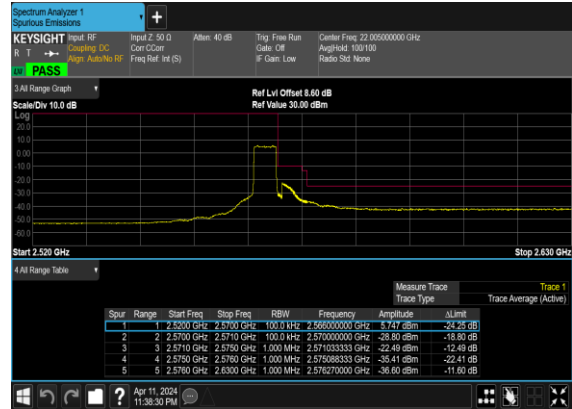 Spectrum Analyzer 1
Spurious Emissions
KEYSIGHT Input: RF Input Z: 50 Ω Atten: 40 dB Trig: Free Run Center Freq: 22.005000000 GHz
R T Coupling: DC Corr CCorr Gate: Off Avg|Hold: 100/100
Align: Auto/No RF Freq Ref: Int (S) IF Gain: Low Radio Std: None
PASS
3 All Range Graph
Ref Lvl Offset 8.60 dB
Scale/Div 10.0 dB Ref Value 30.00 dBm
Log
20.0
10.0
0.00
-10.0
-20.0
-30.0
-40.0
-50.0
-60.0
Start 2.520 GHz Stop 2.630 GHz
4 All Range Table
Measure Trace Trace 1
Trace Type Trace Average (Active)
Spur Range Start Freq Stop Freq RBW Frequency Amplitude ΔLimit
1 1 2.5200 GHz 2.5700 GHz 100.0 kHz 2.566000000 GHz 5.747 dBm -24.25 dB
2 2 2.5700 GHz 2.5710 GHz 100.0 kHz 2.570000000 GHz -28.80 dBm -18.80 dB
3 3 2.5710 GHz 2.5750 GHz 1.000 MHz 2.571033333 GHz -22.49 dBm -12.49 dB
4 4 2.5750 GHz 2.5760 GHz 1.000 MHz 2.575088333 GHz -35.41 dBm -22.41 dB
5 5 2.5760 GHz 2.6300 GHz 1.000 MHz 2.576270000 GHz -36.60 dBm -11.60 dB
?
Apr 11, 2024
11:38:30 PM